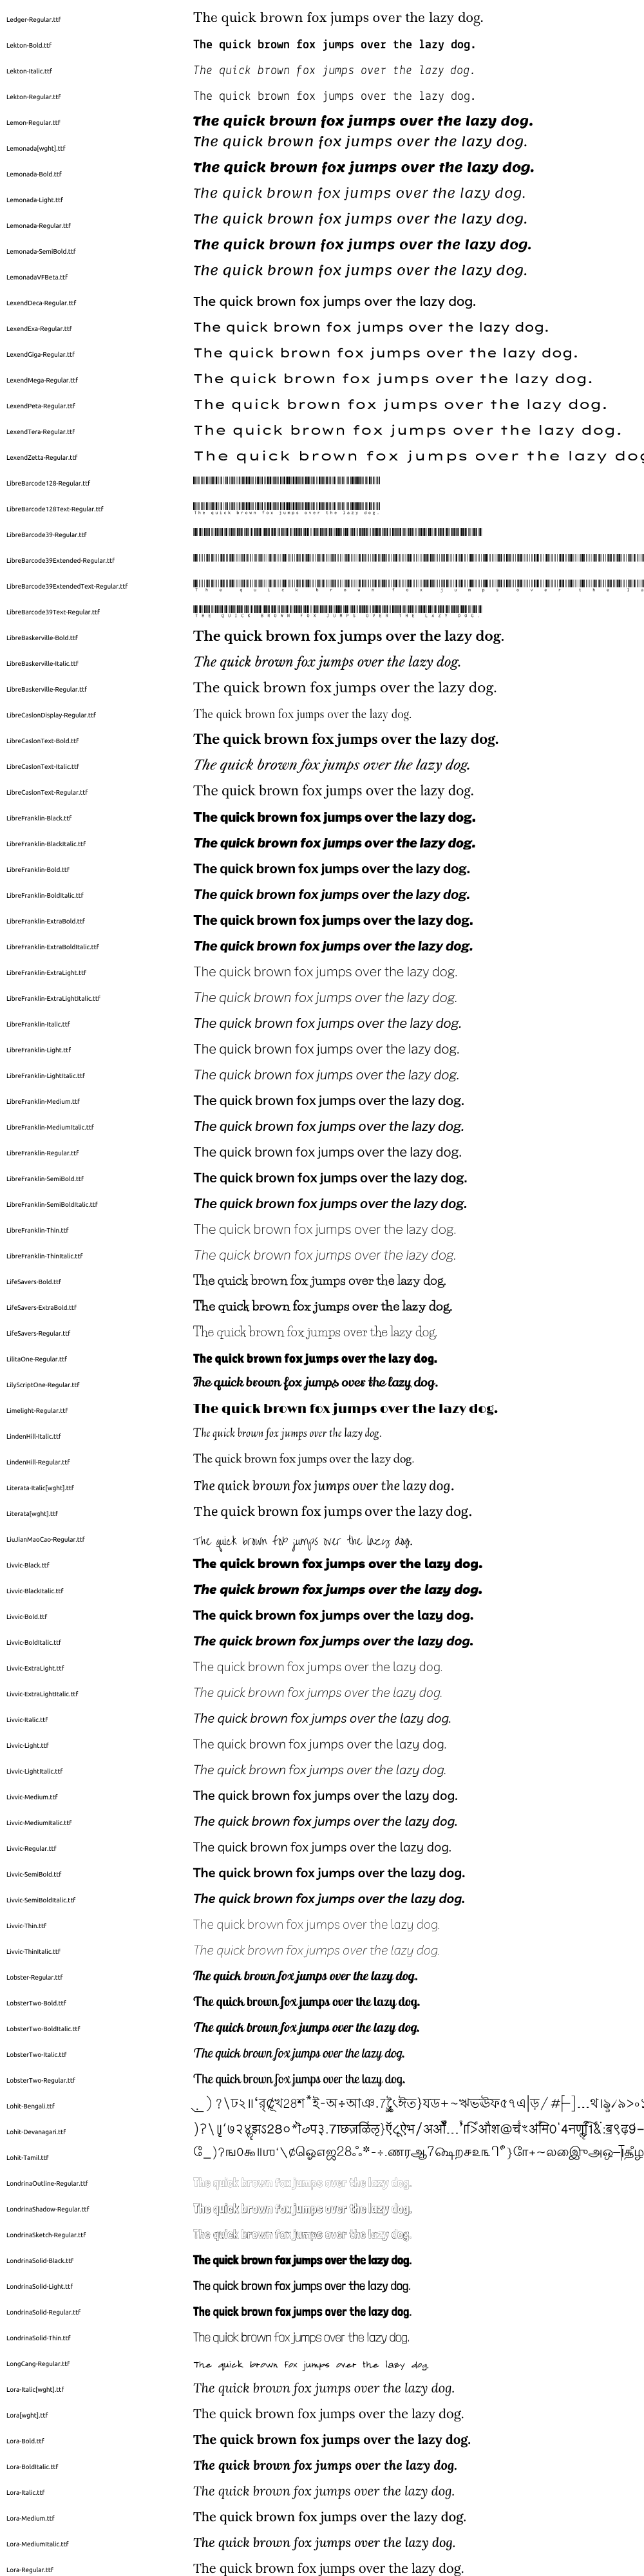 Ledger-Regular.ttf The quick brown fox jumps over the lazy dog.
Lekton-Bold.ttf The quick brown fox jumps over the lazy dog.
Lekton-Italic.ttf The quick brown fox jumps over the lazy dog.
Lekton-Regular.ttf The quick brown fox jumps over the lazy dog.
Lemon-Regular.ttf The quick brown fox jumps over the lazy dog.
Lemonada[wght].ttf The quick brown fox jumps over the lazy dog.
Lemonada-Bold.ttf The quick brown fox jumps over the lazy dog.
Lemonada-Light.ttf The quick brown fox jumps over the lazy dog.
Lemonada-Regular.ttf The quick brown fox jumps over the lazy dog.
Lemonada-SemiBold.ttf The quick brown fox jumps over the lazy dog.
LemonadaVFBeta.ttf The quick brown fox jumps over the lazy dog.
LexendDeca-Regular.ttf The quick brown fox jumps over the lazy dog.
LexendExa-Regular.ttf The quick brown fox jumps over the lazy dog.
LexendGiga-Regular.ttf The quick brown fox jumps over the lazy dog.
LexendMega-Regular.ttf The quick brown fox jumps over the lazy dog.
LexendPeta-Regular.ttf The quick brown fox jumps over the lazy dog.
LexendTera-Regular.ttf The quick brown fox jumps over the lazy dog.
LexendZetta-Regular.ttf The quick brown fox jumps over the lazy dog
LibreBarcode128-Regular.ttf
LibreBarcode128Text-Regular.ttf The quick brown fox jumps over the lazy dog.
LibreBarcode39-Regular.ttf
LibreBarcode39Extended-Regular.ttf
LibreBarcode39ExtendedText-Regular.ttf T h e q u i c k b r o w n f o x j u m p s o v e r t h e l a
LibreBarcode39Text-Regular.ttf THE QUICK BROWN FOX JUMPS OVER THE LAZY DOG.
LibreBaskerville-Bold.ttf The quick brown fox jumps over the lazy dog.
LibreBaskerville-Italic.ttf The quick brown fox jumps over the lazy dog.
LibreBaskerville-Regular.ttf The quick brown fox jumps over the lazy dog.
LibreCaslonDisplay-Regular.ttf The quick brown fox jumps over the lazy dog.
LibreCaslonText-Bold.ttf The quick brown fox jumps over the lazy dog.
LibreCaslonText-Italic.ttf The quick brown fox jumps over the lazy dog.
LibreCaslonText-Regular.ttf The quick brown fox jumps over the lazy dog.
LibreFranklin-Black.ttf The quick brown fox jumps over the lazy dog.
LibreFranklin-BlackItalic.ttf The quick brown fox jumps over the lazy dog.
LibreFranklin-Bold.ttf The quick brown fox jumps over the lazy dog.
LibreFranklin-BoldItalic.ttf The quick brown fox jumps over the lazy dog.
LibreFranklin-ExtraBold.ttf The quick brown fox jumps over the lazy dog.
LibreFranklin-ExtraBoldItalic.ttf The quick brown fox jumps over the lazy dog.
LibreFranklin-ExtraLight.ttf The quick brown fox jumps over the lazy dog.
LibreFranklin-ExtraLightItalic.ttf The quick brown fox jumps over the lazy dog.
LibreFranklin-Italic.ttf The quick brown fox jumps over the lazy dog.
LibreFranklin-Light.ttf The quick brown fox jumps over the lazy dog.
LibreFranklin-LightItalic.ttf The quick brown fox jumps over the lazy dog.
LibreFranklin-Medium.ttf The quick brown fox jumps over the lazy dog.
LibreFranklin-MediumItalic.ttf The quick brown fox jumps over the lazy dog.
LibreFranklin-Regular.ttf The quick brown fox jumps over the lazy dog.
LibreFranklin-SemiBold.ttf The quick brown fox jumps over the lazy dog.
LibreFranklin-SemiBoldItalic.ttf The quick brown fox jumps over the lazy dog.
LibreFranklin-Thin.ttf The quick brown fox jumps over the lazy dog.
LibreFranklin-ThinItalic.ttf The quick brown fox jumps over the lazy dog.
LifeSavers-Bold.ttf The quick brown fox jumps over the lazy dog.
LifeSavers-ExtraBold.ttf The quick brown fox jumps over the lazy dog.
LifeSavers-Regular.ttf The quick brown fox jumps over the lazy dog.
LilitaOne-Regular.ttf The quick brown fox jumps over the lazy dog.
LilyScriptOne-Regular.ttf The quick brown fox jumps over the lazy dog.
Limelight-Regular.ttf The quick brown fox jumps over the lazy dog.
LindenHill-Italic.ttf The quick brown fox jumps over the lazy dog.
LindenHill-Regular.ttf The quick brown fox jumps over the lazy dog.
Literata-Italic[wght].ttf The quick brown fox jumps over the lazy dog.
Literata[wght].ttf The quick brown fox jumps over the lazy dog.
LiuJianMaoCao-Regular.ttf The quick brown fox jumps over the lazy dog.
Livvic-Black.ttf The quick brown fox jumps over the lazy dog.
Livvic-BlackItalic.ttf The quick brown fox jumps over the lazy dog.
Livvic-Bold.ttf The quick brown fox jumps over the lazy dog.
Livvic-BoldItalic.ttf The quick brown fox jumps over the lazy dog.
Livvic-ExtraLight.ttf The quick brown fox jumps over the lazy dog.
Livvic-ExtraLightItalic.ttf The quick brown fox jumps over the lazy dog.
Livvic-Italic.ttf The quick brown fox jumps over the lazy dog.
Livvic-Light.ttf The quick brown fox jumps over the lazy dog.
Livvic-LightItalic.ttf The quick brown fox jumps over the lazy dog.
Livvic-Medium.ttf The quick brown fox jumps over the lazy dog.
Livvic-MediumItalic.ttf The quick brown fox jumps over the lazy dog.
Livvic-Regular.ttf The quick brown fox jumps over the lazy dog.
Livvic-SemiBold.ttf The quick brown fox jumps over the lazy dog.
Livvic-SemiBoldItalic.ttf The quick brown fox jumps over the lazy dog.
Livvic-Thin.ttf The quick brown fox jumps over the lazy dog.
Livvic-ThinItalic.ttf The quick brown fox jumps over the lazy dog.
Lobster-Regular.ttf The quick brown fox jumps over the lazy dog.
LobsterTwo-Bold.ttf The quick brown fox jumps over the lazy dog.
LobsterTwo-BoldItalic.ttf The quick brown fox jumps over the lazy dog.
LobsterTwo-Italic.ttf The quick brown fox jumps over the lazy dog.
LobsterTwo-Regular.ttf The quick brown fox jumps over the lazy dog.
Lohit-Bengali.ttf
Lohit-Devanagari.ttf
Lohit-Tamil.ttf
LondrinaOutline-Regular.ttf The quick brown fox jumps over the lazy dog.
LondrinaShadow-Regular.ttf The quick brown fox jumps over the lazy dog.
LondrinaSketch-Regular.ttf The quick brown fox jumps over the lazy dog.
LondrinaSolid-Black.ttf The quick brown fox jumps over the lazy dog.
LondrinaSolid-Light.ttf The quick brown fox jumps over the lazy dog.
LondrinaSolid-Regular.ttf The quick brown fox jumps over the lazy dog.
LondrinaSolid-Thin.ttf The quick brown fox jumps over the lazy dog.
LongCang-Regular.ttf The quick brown Fox jumps over the lazy dog.
Lora-Italic[wght].ttf The quick brown fox jumps over the lazy dog.
Lora[wght].ttf The quick brown fox jumps over the lazy dog.
Lora-Bold.ttf The quick brown fox jumps over the lazy dog.
Lora-BoldItalic.ttf The quick brown fox jumps over the lazy dog.
Lora-Italic.ttf The quick brown fox jumps over the lazy dog.
Lora-Medium.ttf The quick brown fox jumps over the lazy dog.
Lora-MediumItalic.ttf The quick brown fox jumps over the lazy dog.
Lora-Regular.ttf The quick brown fox jumps over the lazy dog.